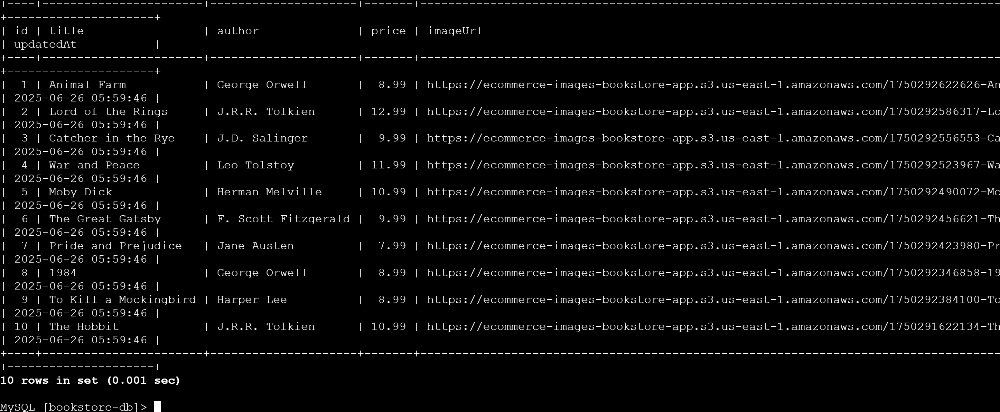 +----+-----------------------+---------------------+-------+-----------------------------------------------------------------------------------
+---------------------+
| id | title                 | author              | price | imageUrl
| updatedAt           |
+----+-----------------------+---------------------+-------+-----------------------------------------------------------------------------------
+---------------------+
|  1 | Animal Farm           | George Orwell       |  8.99 | https://ecommerce-images-bookstore-app.s3.us-east-1.amazonaws.com/1750292622626-An
| 2025-06-26 05:59:46 |
|  2 | Lord of the Rings     | J.R.R. Tolkien      | 12.99 | https://ecommerce-images-bookstore-app.s3.us-east-1.amazonaws.com/1750292586317-Lo
| 2025-06-26 05:59:46 |
|  3 | Catcher in the Rye    | J.D. Salinger       |  9.99 | https://ecommerce-images-bookstore-app.s3.us-east-1.amazonaws.com/1750292556553-Ca
| 2025-06-26 05:59:46 |
|  4 | War and Peace         | Leo Tolstoy         | 11.99 | https://ecommerce-images-bookstore-app.s3.us-east-1.amazonaws.com/1750292523967-Wa
| 2025-06-26 05:59:46 |
|  5 | Moby Dick             | Herman Melville     | 10.99 | https://ecommerce-images-bookstore-app.s3.us-east-1.amazonaws.com/1750292490072-Mo
| 2025-06-26 05:59:46 |
|  6 | The Great Gatsby      | F. Scott Fitzgerald |  9.99 | https://ecommerce-images-bookstore-app.s3.us-east-1.amazonaws.com/1750292456621-Th
| 2025-06-26 05:59:46 |
|  7 | Pride and Prejudice   | Jane Austen         |  7.99 | https://ecommerce-images-bookstore-app.s3.us-east-1.amazonaws.com/1750292423980-Pr
| 2025-06-26 05:59:46 |
|  8 | 1984                  | George Orwell       |  8.99 | https://ecommerce-images-bookstore-app.s3.us-east-1.amazonaws.com/1750292346858-19
| 2025-06-26 05:59:46 |
|  9 | To Kill a Mockingbird | Harper Lee          |  8.99 | https://ecommerce-images-bookstore-app.s3.us-east-1.amazonaws.com/1750292384100-To
| 2025-06-26 05:59:46 |
| 10 | The Hobbit            | J.R.R. Tolkien      | 10.99 | https://ecommerce-images-bookstore-app.s3.us-east-1.amazonaws.com/1750291622134-Th
| 2025-06-26 05:59:46 |
+----+-----------------------+---------------------+-------+-----------------------------------------------------------------------------------
+---------------------+
10 rows in set (0.001 sec)
MySQL [bookstore-db]>